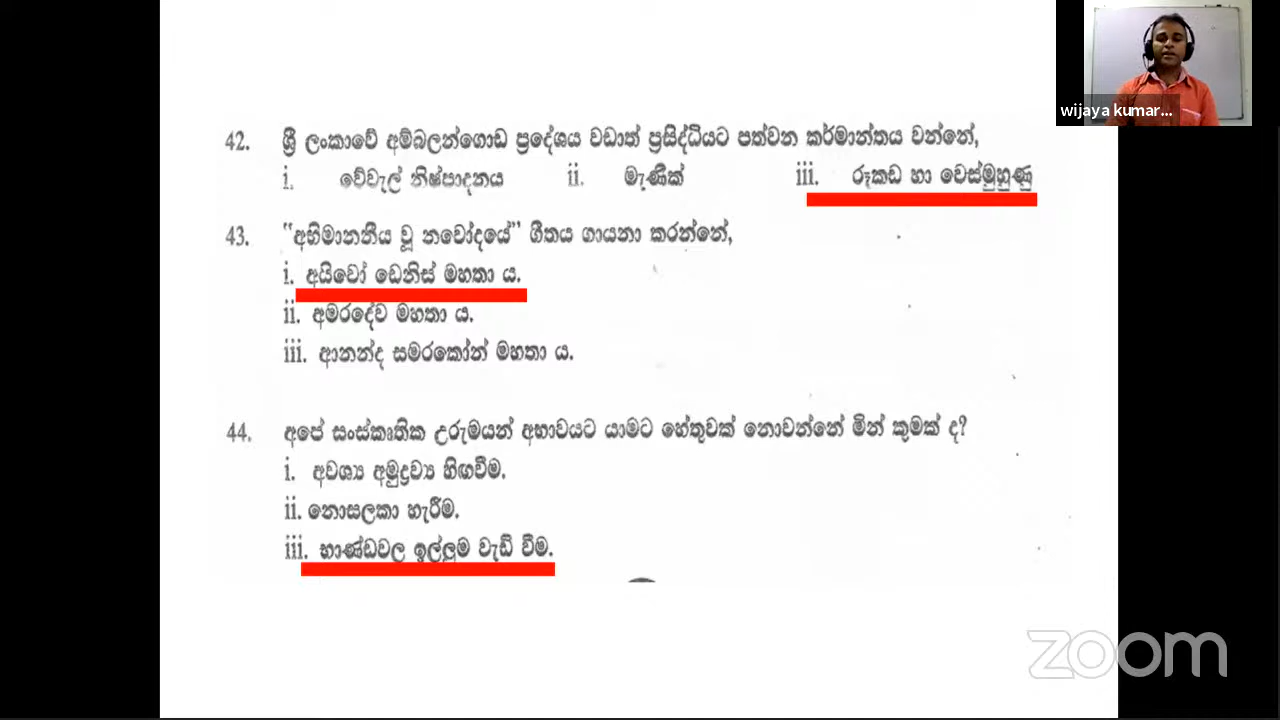 wijaya kumar...
42. ශ්‍රී ලංකාවේ අම්බලන්ගොඩ ප්‍රදේශය වඩාත් ප්‍රසිද්ධියට පත්වන කර්මාන්තය වන්නේ,
i. වේවැල් නිෂ්පාදනය ii. මැණික් iii. රූකඩ හා වෙස්මුහුණු
43. "අභිමානනීය වූ නවෝදයේ" ගීතය ගායනා කරන්නේ,
i. අයිවෝ ඩෙනිස් මහතා ය.
ii. අමරදේව මහතා ය.
iii. ආනන්ද සමරකෝන් මහතා ය.
44. අපේ සංස්කෘතික උරුමයන් අභාවයට යාමට හේතුවක් නොවන්නේ මින් කුමක් ද?
i. අවශ්‍ය අමුද්‍රව්‍ය හිඟවීම.
ii. නොසලකා හැරීම.
iii. භාණ්ඩවල ඉල්ලුම වැඩි වීම.
zoom